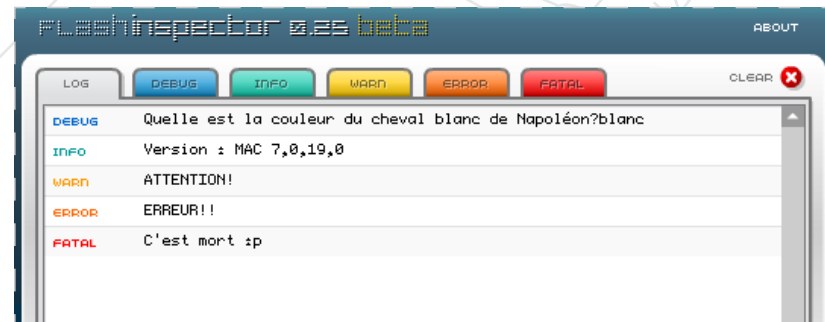 FLashinspector 0.25 beta
ABOUT
LOG DEBUG INFO WARN ERROR FATAL CLEAR
DEBUG Quelle est la couleur du cheval blanc de Napoléon?blanc
INFO Version : MAC 7,0,19,0
WARN ATTENTION!
ERROR ERREUR!!
FATAL C'est mort :p